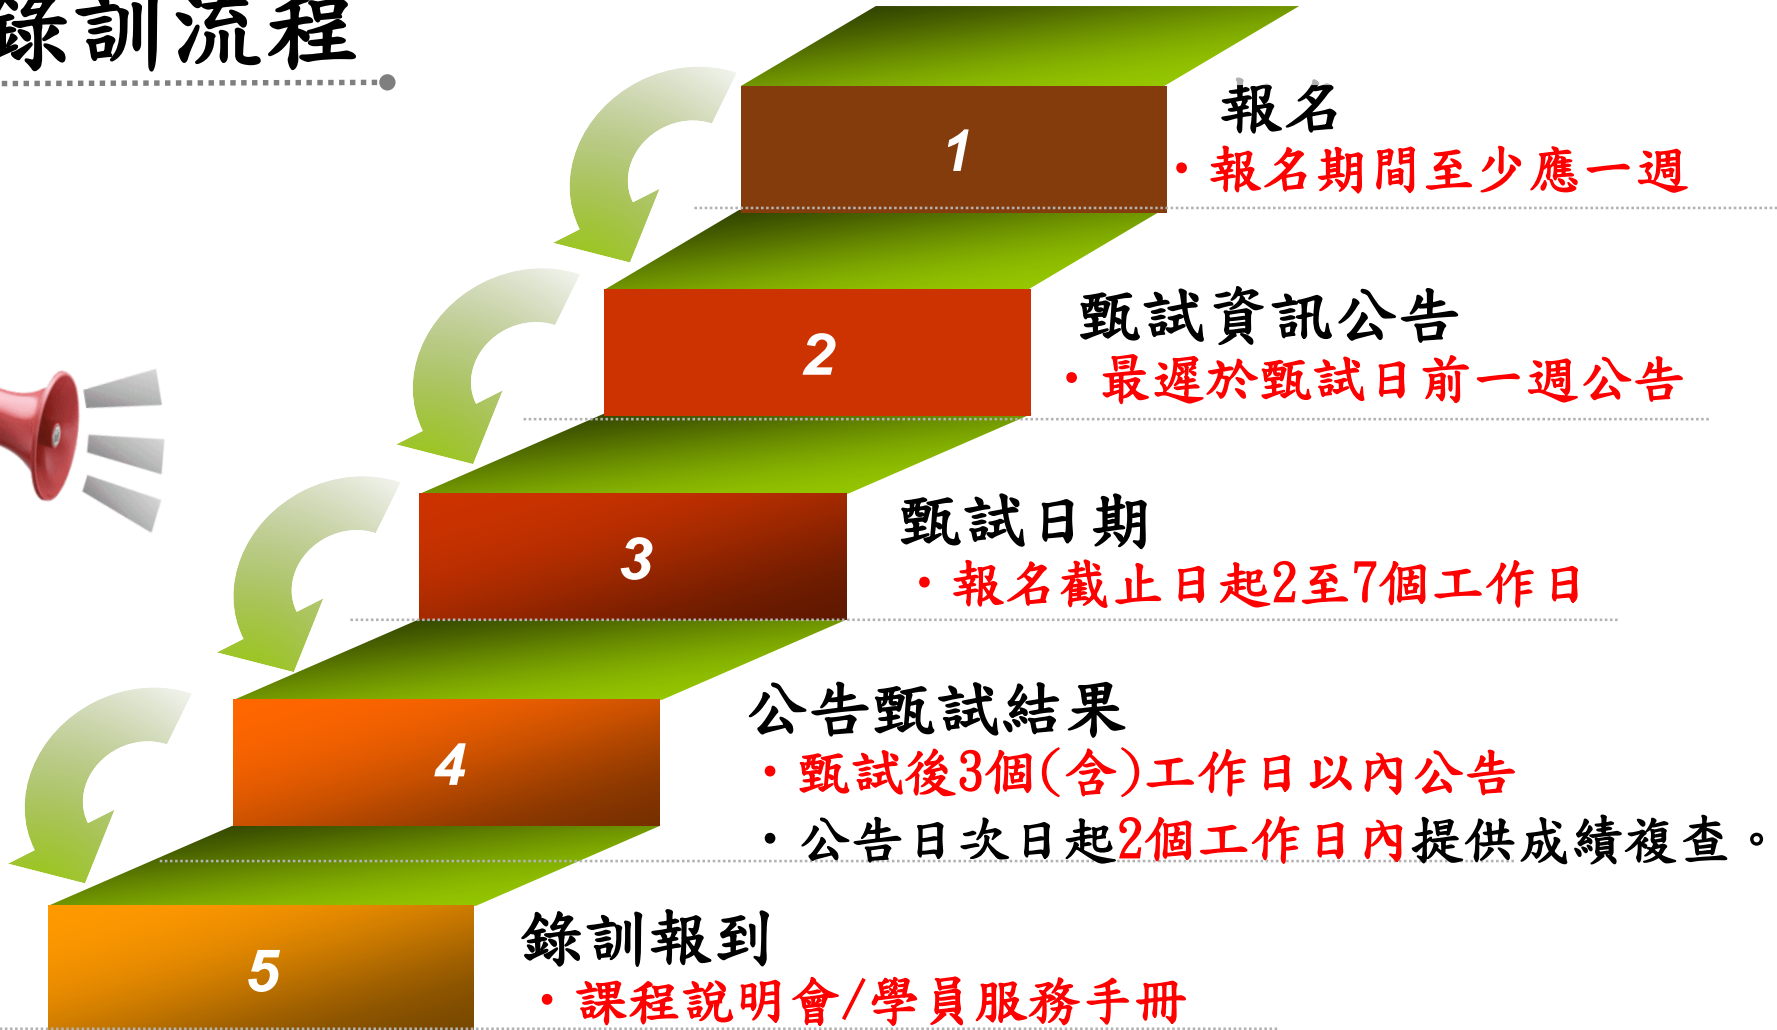 錄訓流程
1
報名
・報名期間至少應一週
2
甄試資訊公告
・最遲於甄試日前一週公告
3
甄試日期
・報名截止日起2至7個工作日
4
公告甄試結果
・甄試後3個(含)工作日以內公告
・公告日次日起2個工作日內提供成績複查。
5
錄訓報到
・課程說明會/學員服務手冊